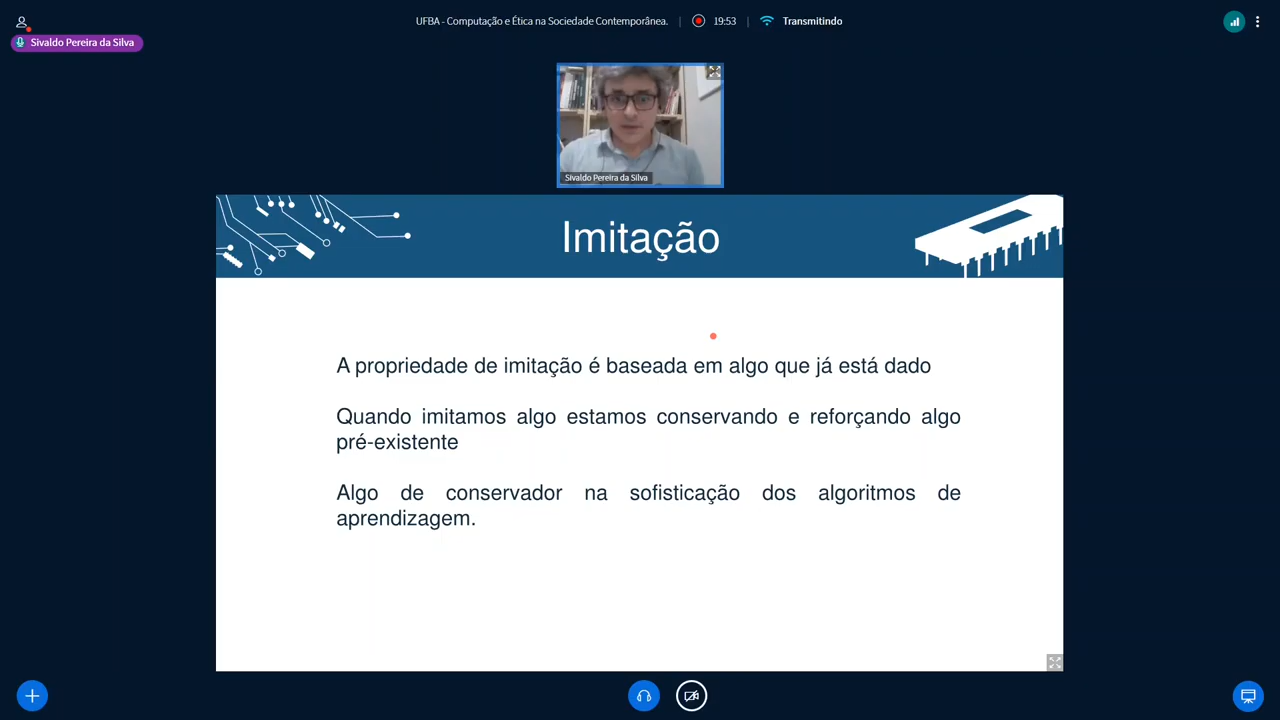 UFBA - Computação e Ética na Sociedade Contemporânea. 19:53 Transmitindo
Sivaldo Pereira da Silva
Sivaldo Pereira da Silva
Imitação
A propriedade de imitação é baseada em algo que já está dado
Quando imitamos algo estamos conservando e reforçando algo
pré-existente
Algo de conservador na sofisticação dos algoritmos de
aprendizagem.